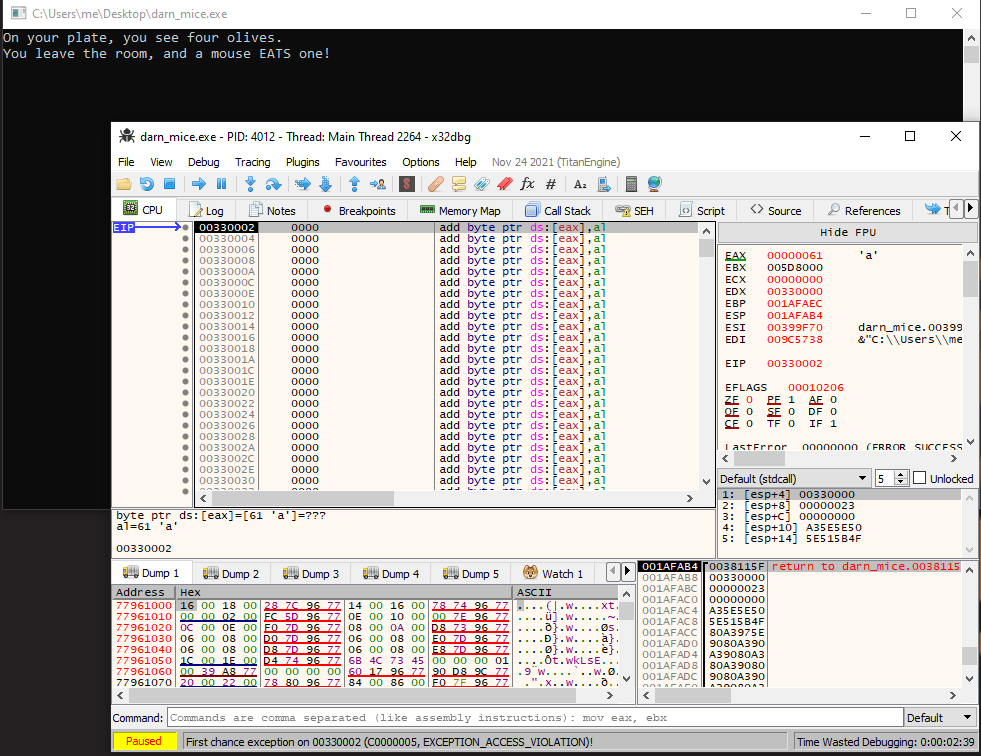 C:\Users\me\Desktop\darn_mice.exe
On your plate, you see four olives.
You leave the room, and a mouse EATS one!
darn_mice.exe - PID: 4012 - Thread: Main Thread 2264 - x32dbg
File View Debug Tracing Plugins Favourites Options Help Nov 24 2021 (TitanEngine)
CPU Log Notes Breakpoints Memory Map Call Stack SEH Script Source References T
EIP 00330002 0000 add byte ptr ds:[eax],al
00330004 0000 add byte ptr ds:[eax],al
00330006 0000 add byte ptr ds:[eax],al
00330008 0000 add byte ptr ds:[eax],al
0033000A 0000 add byte ptr ds:[eax],al
0033000C 0000 add byte ptr ds:[eax],al
0033000E 0000 add byte ptr ds:[eax],al
00330010 0000 add byte ptr ds:[eax],al
00330012 0000 add byte ptr ds:[eax],al
00330014 0000 add byte ptr ds:[eax],al
00330016 0000 add byte ptr ds:[eax],al
00330018 0000 add byte ptr ds:[eax],al
0033001A 0000 add byte ptr ds:[eax],al
0033001C 0000 add byte ptr ds:[eax],al
0033001E 0000 add byte ptr ds:[eax],al
00330020 0000 add byte ptr ds:[eax],al
00330022 0000 add byte ptr ds:[eax],al
00330024 0000 add byte ptr ds:[eax],al
00330026 0000 add byte ptr ds:[eax],al
00330028 0000 add byte ptr ds:[eax],al
0033002A 0000 add byte ptr ds:[eax],al
0033002C 0000 add byte ptr ds:[eax],al
0033002E 0000 add byte ptr ds:[eax],al
00330030 0000 add byte ptr ds:[eax],al
Hide FPU
EAX 00000061 'a'
EBX 005D8000
ECX 00000000
EDX 00330000
EBP 001AFAEC
ESP 001AFAB4
ESI 00399F70 darn_mice.00399
EDI 009C5738 &"C:\\Users\\me
EIP 00330002
EFLAGS 00010206
ZF 0 PF 1 AF 0
OF 0 SF 0 DF 0
CF 0 TF 0 IF 1
LastError 00000000 (ERROR_SUCCESS
Default (stdcall) 5 Unlocked
1: [esp+4] 00330000
2: [esp+8] 00000023
3: [esp+C] 00000000
4: [esp+10] A35E5E50
5: [esp+14] 5E515B4F
byte ptr ds:[eax]=[61 'a']=???
al=61 'a'
00330002
Dump 1 Dump 2 Dump 3 Dump 4 Dump 5 Watch 1
Address Hex ASCII
77961000 16 00 18 00 28 7C 96 77 14 00 16 00 78 74 96 77 ....(|.w....xt.
77961010 00 00 02 00 FC 5D 96 77 0E 00 10 00 00 7E 96 77 ....ü].w.....~.
77961020 0C 00 0E 00 F0 7D 96 77 08 00 0A 00 D8 73 96 77 ....ð}.w....Øs.
77961030 06 00 08 00 D0 7D 96 77 06 00 08 00 E0 7D 96 77 ....Ð}.w....à}.
77961040 06 00 08 00 D8 7D 96 77 06 00 08 00 E8 7D 96 77 ....Ø}.w....è}.
77961050 1C 00 1E 00 D4 74 96 77 6B 4C 73 45 00 00 00 01 ....Ôt.wkLsE...
77961060 00 39 A8 77 00 00 00 00 60 17 96 77 90 D8 9C 77 .9¨w....`..w.Ø.
77961070 20 00 22 00 78 80 96 77 84 00 86 00 F0 7F 96 77 .".x..w....ð.
001AFAB4 0038115F return to darn_mice.0038115
001AFAB8 00330000
001AFABC 00000023
001AFAC0 00000000
001AFAC4 A35E5E50
001AFAC8 5E515B4F
001AFACC 80A3975E
001AFAD0 9080A390
001AFAD4 A39080A3
001AFAD8 80A39080
001AFADC 9080A390
001AFAE0 A39080A3
Command: Commands are comma separated (like assembly instructions): mov eax, ebx Default
Paused First chance exception on 00330002 (C0000005, EXCEPTION_ACCESS_VIOLATION)! Time Wasted Debugging: 0:00:02:39